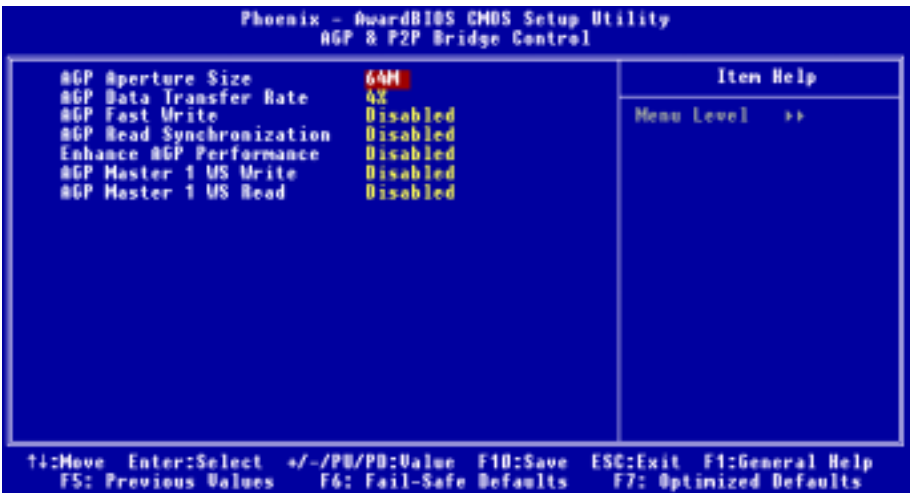 Phoenix - AwardBIOS CMOS Setup Utility
AGP & P2P Bridge Control
AGP Aperture Size 64M
AGP Data Transfer Rate 4X
AGP Fast Write Disabled
AGP Read Synchronization Disabled
Enhance AGP Performance Disabled
AGP Master 1 WS Write Disabled
AGP Master 1 WS Read Disabled
Item Help
Menu Level ▸▸
↑↓:Move Enter:Select +/-/PU/PD:Value F10:Save ESC:Exit F1:General Help
F5: Previous Values F6: Fail-Safe Defaults F7: Optimized Defaults